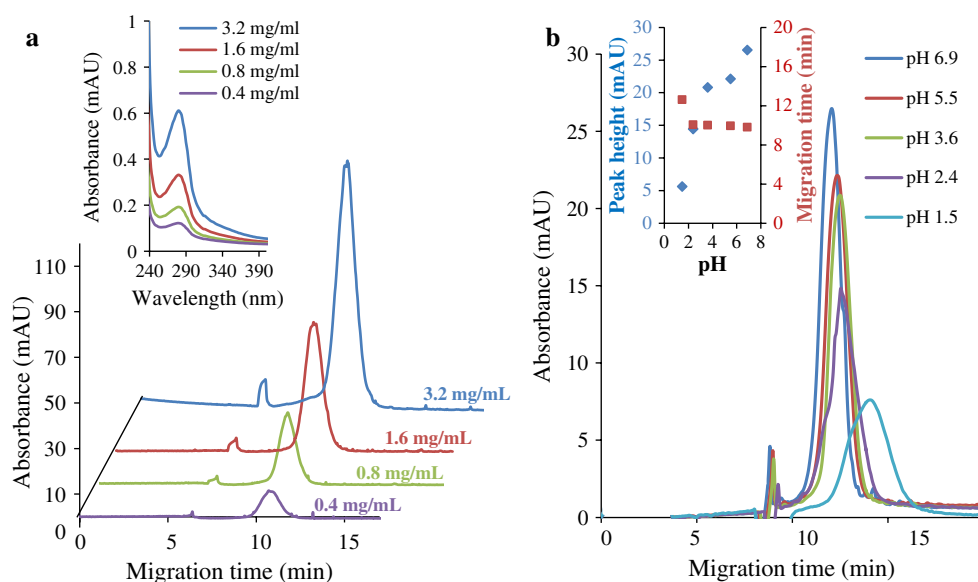 a
1
0.8
0.6
0.4
0.2
0
Absorbance (mAU)
240 290 340 390
Wavelength (nm)
3.2 mg/ml
1.6 mg/ml
0.8 mg/ml
0.4 mg/ml
110
90
70
50
30
10
0
Absorbance (mAU)
3.2 mg/mL
1.6 mg/mL
0.8 mg/mL
0.4 mg/mL
0 5 10 15
Migration time (min)
b
30
25
20
15
10
5
0
Absorbance (mAU)
30
25
20
15
10
5
0
Peak height (mAU)
20
16
12
8
4
0
Migration time (min)
0 2 4 6 8
pH
pH 6.9
pH 5.5
pH 3.6
pH 2.4
pH 1.5
0 5 10 15
Migration time (min)